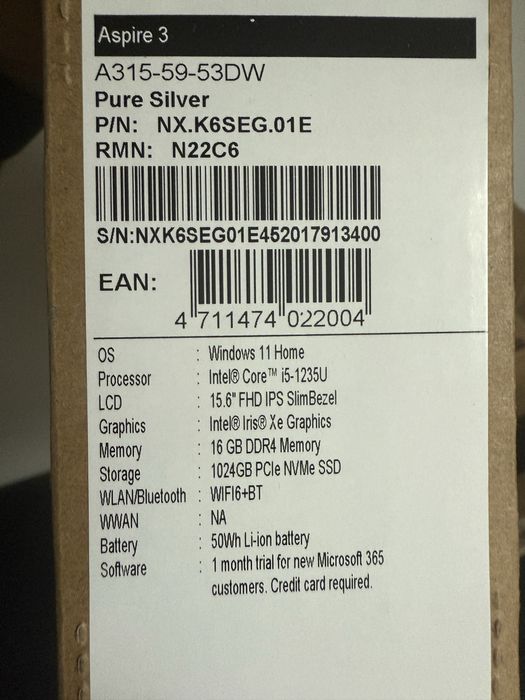 Aspire 3
A315-59-53DW
Pure Silver
P/N: NX.K6SEG.01E
RMN: N22C6
S/N:NXK6SEG01E452017913400
EAN:
4 711474 022004
OS : Windows 11 Home
Processor : Intel® Core™ i5-1235U
LCD : 15.6" FHD IPS SlimBezel
Graphics : Intel® Iris® Xe Graphics
Memory : 16 GB DDR4 Memory
Storage : 1024GB PCIe NVMe SSD
WLAN/Bluetooth : WIFI6+BT
WWAN : NA
Battery : 50Wh Li-ion battery
Software : 1 month trial for new Microsoft 365
customers. Credit card required.